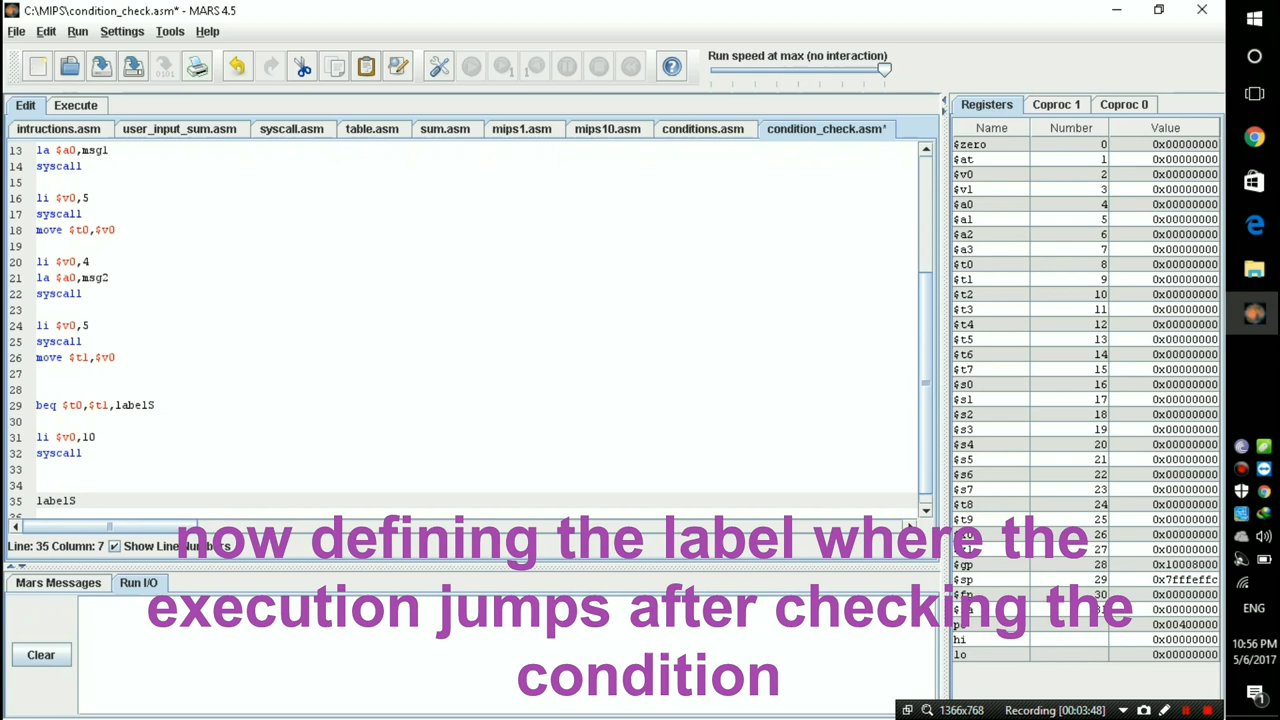 C:\MIPS\condition_check.asm* - MARS 4.5
File Edit Run Settings Tools Help
Run speed at max (no interaction)
Edit Execute
intructions.asm user_input_sum.asm syscall.asm table.asm sum.asm mips1.asm mips10.asm conditions.asm condition_check.asm*
13 la $a0,msg1
14 syscall
15
16 li $v0,5
17 syscall
18 move $t0,$v0
19
20 li $v0,4
21 la $a0,msg2
22 syscall
23
24 li $v0,5
25 syscall
26 move $t1,$v0
27
28
29 beq $t0,$t1,labelS
30
31 li $v0,10
32 syscall
33
34
35 labelS
Line: 35 Column: 7 Show Line Numbers
Mars Messages Run I/O
Clear
Registers Coproc 1 Coproc 0
Name Number Value
$zero 0 0x00000000
$at 1 0x00000000
$v0 2 0x00000000
$v1 3 0x00000000
$a0 4 0x00000000
$a1 5 0x00000000
$a2 6 0x00000000
$a3 7 0x00000000
$t0 8 0x00000000
$t1 9 0x00000000
$t2 10 0x00000000
$t3 11 0x00000000
$t4 12 0x00000000
$t5 13 0x00000000
$t6 14 0x00000000
$t7 15 0x00000000
$s0 16 0x00000000
$s1 17 0x00000000
$s2 18 0x00000000
$s3 19 0x00000000
$s4 20 0x00000000
$s5 21 0x00000000
$s6 22 0x00000000
$s7 23 0x00000000
$t8 24 0x00000000
$t9 25 0x00000000
26 0x00000000
27 0x00000000
$gp 28 0x10008000
$sp 29 0x7fffeffc
30 0x00000000
0x00000000
0x00400000
hi 0x00000000
lo 0x00000000
now defining the label where the
execution jumps after checking the
condition
ENG
10:56 PM
5/6/2017
1366x768 Recording [00:03:48]